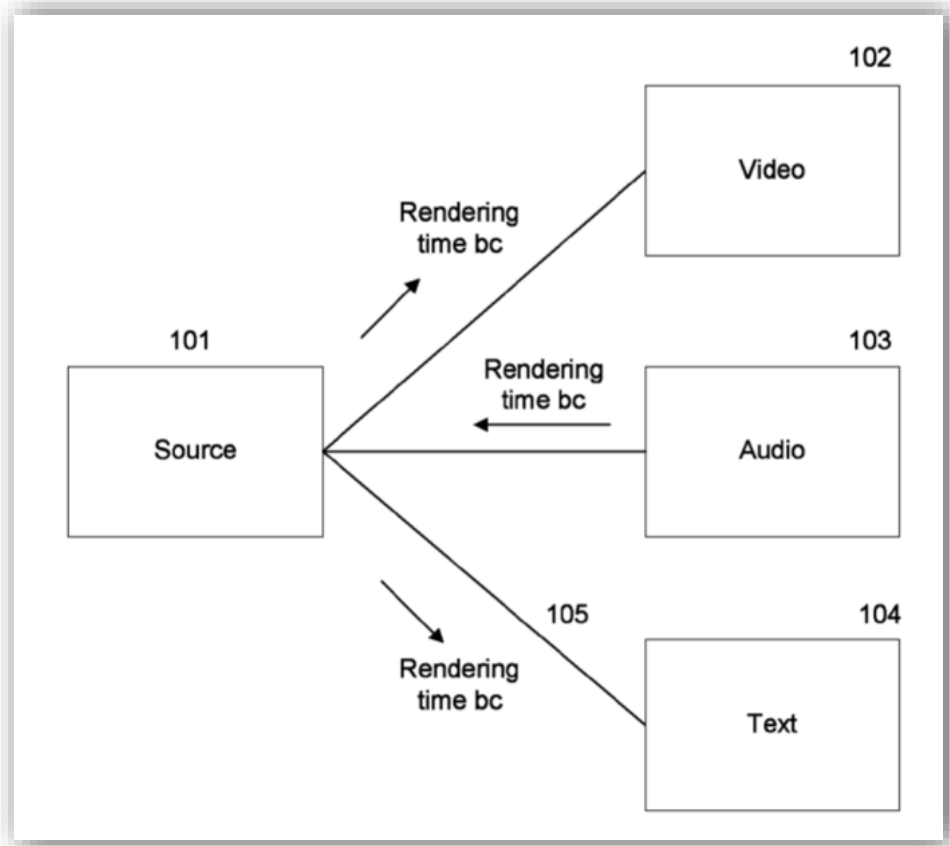 102
Video
Rendering
time bc
101
Source
103
Rendering
time bc
Audio
105
104
Rendering
time bc
Text